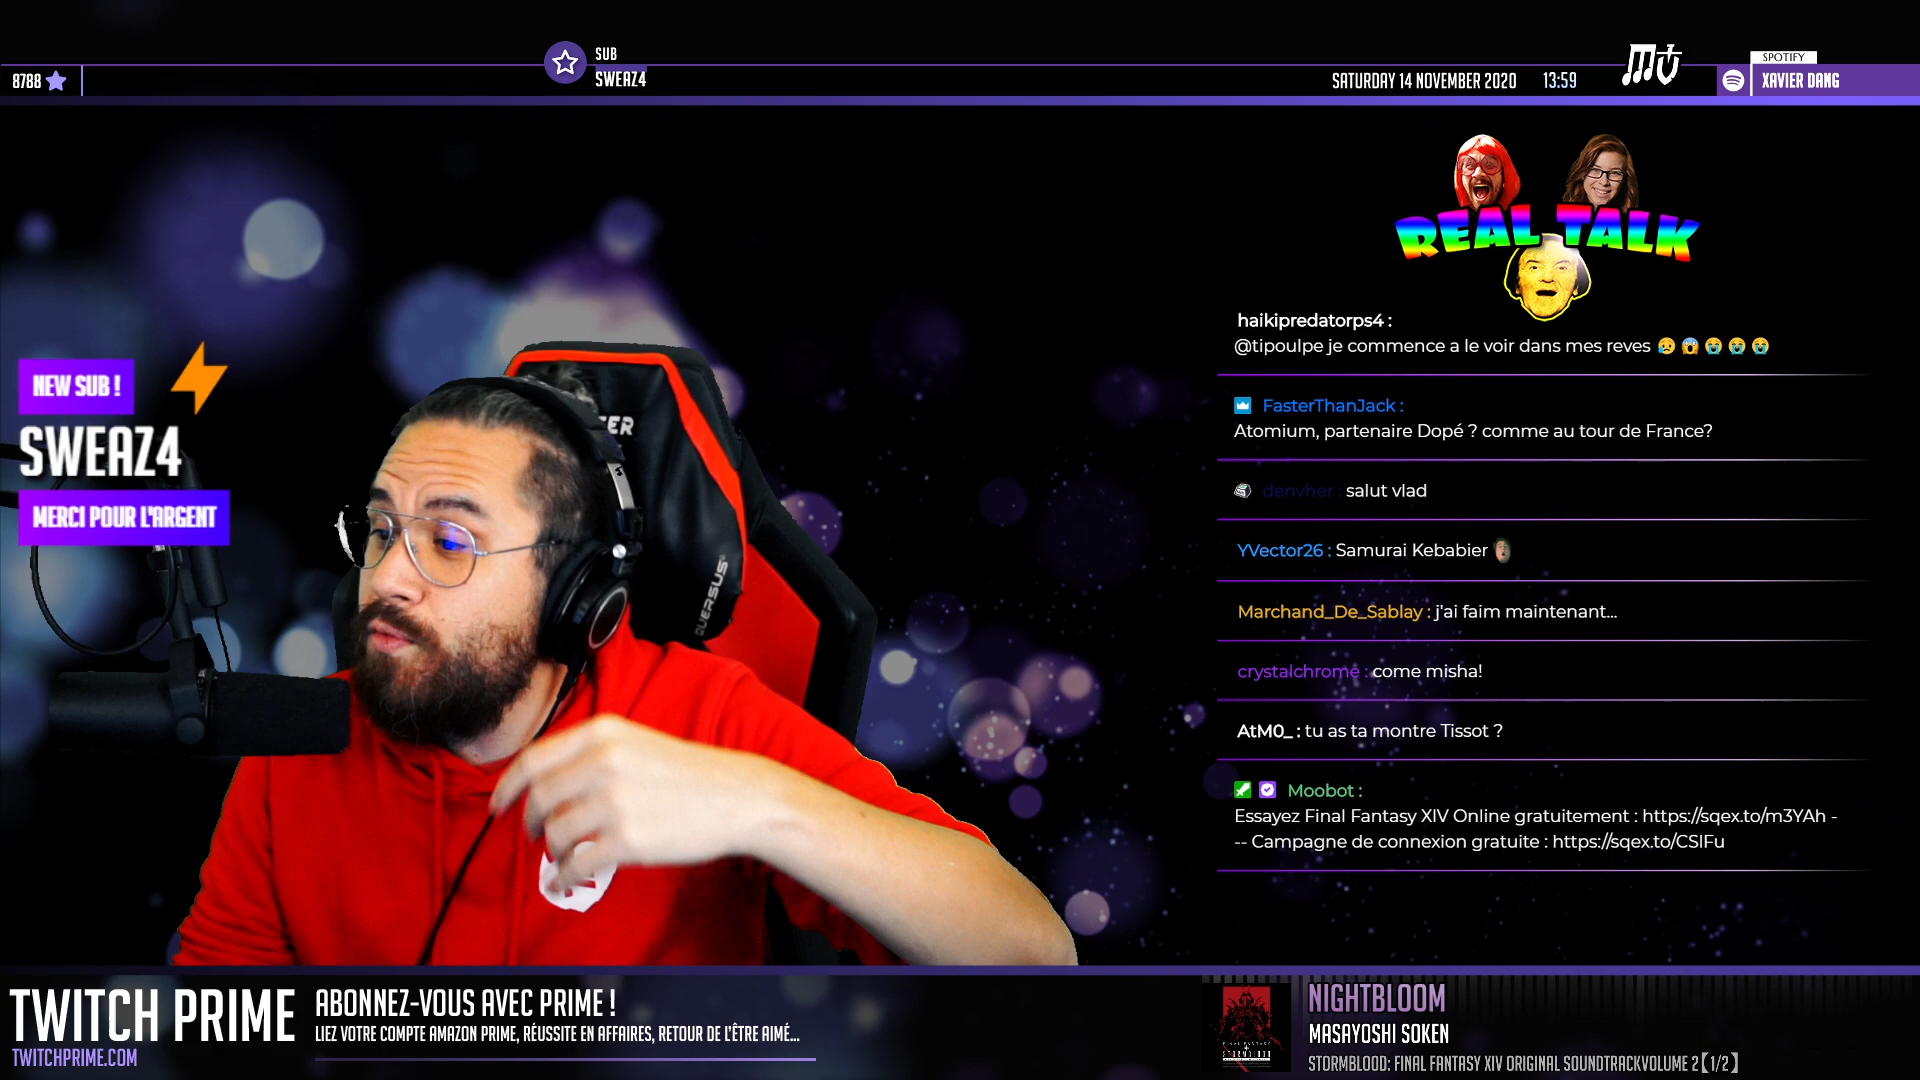 SUB
8788
SWEAZ4
SATURDAY 14 NOVEMBER 2020
13:59
SPOTIFY
XAVIER DANG
REAL TALK
haikipredatorps4 :
@tipoulpe je commence a le voir dans mes reves 😥 😱 😭 😭 😭
FasterThanJack :
Atomium, partenaire Dopé ? comme au tour de France?
denvher : salut vlad
YVector26 : Samurai Kebabier
Marchand_De_Sablay : j'ai faim maintenant...
crystalchrome : come misha!
AtM0_ : tu as ta montre Tissot ?
Moobot :
Essayez Final Fantasy XIV Online gratuitement : https://sqex.to/m3YAh -
-- Campagne de connexion gratuite : https://sqex.to/CSIFu
NEW SUB !
SWEAZ4
MERCI POUR L'ARGENT
QUERSUS
TWITCH PRIME
TWITCHPRIME.COM
ABONNEZ-VOUS AVEC PRIME !
LIEZ VOTRE COMPTE AMAZON PRIME, RÉUSSITE EN AFFAIRES, RETOUR DE L'ÊTRE AIMÉ...
NIGHTBLOOM
MASAYOSHI SOKEN
STORMBLOOD: FINAL FANTASY XIV ORIGINAL SOUNDTRACKVOLUME 2【1/2】